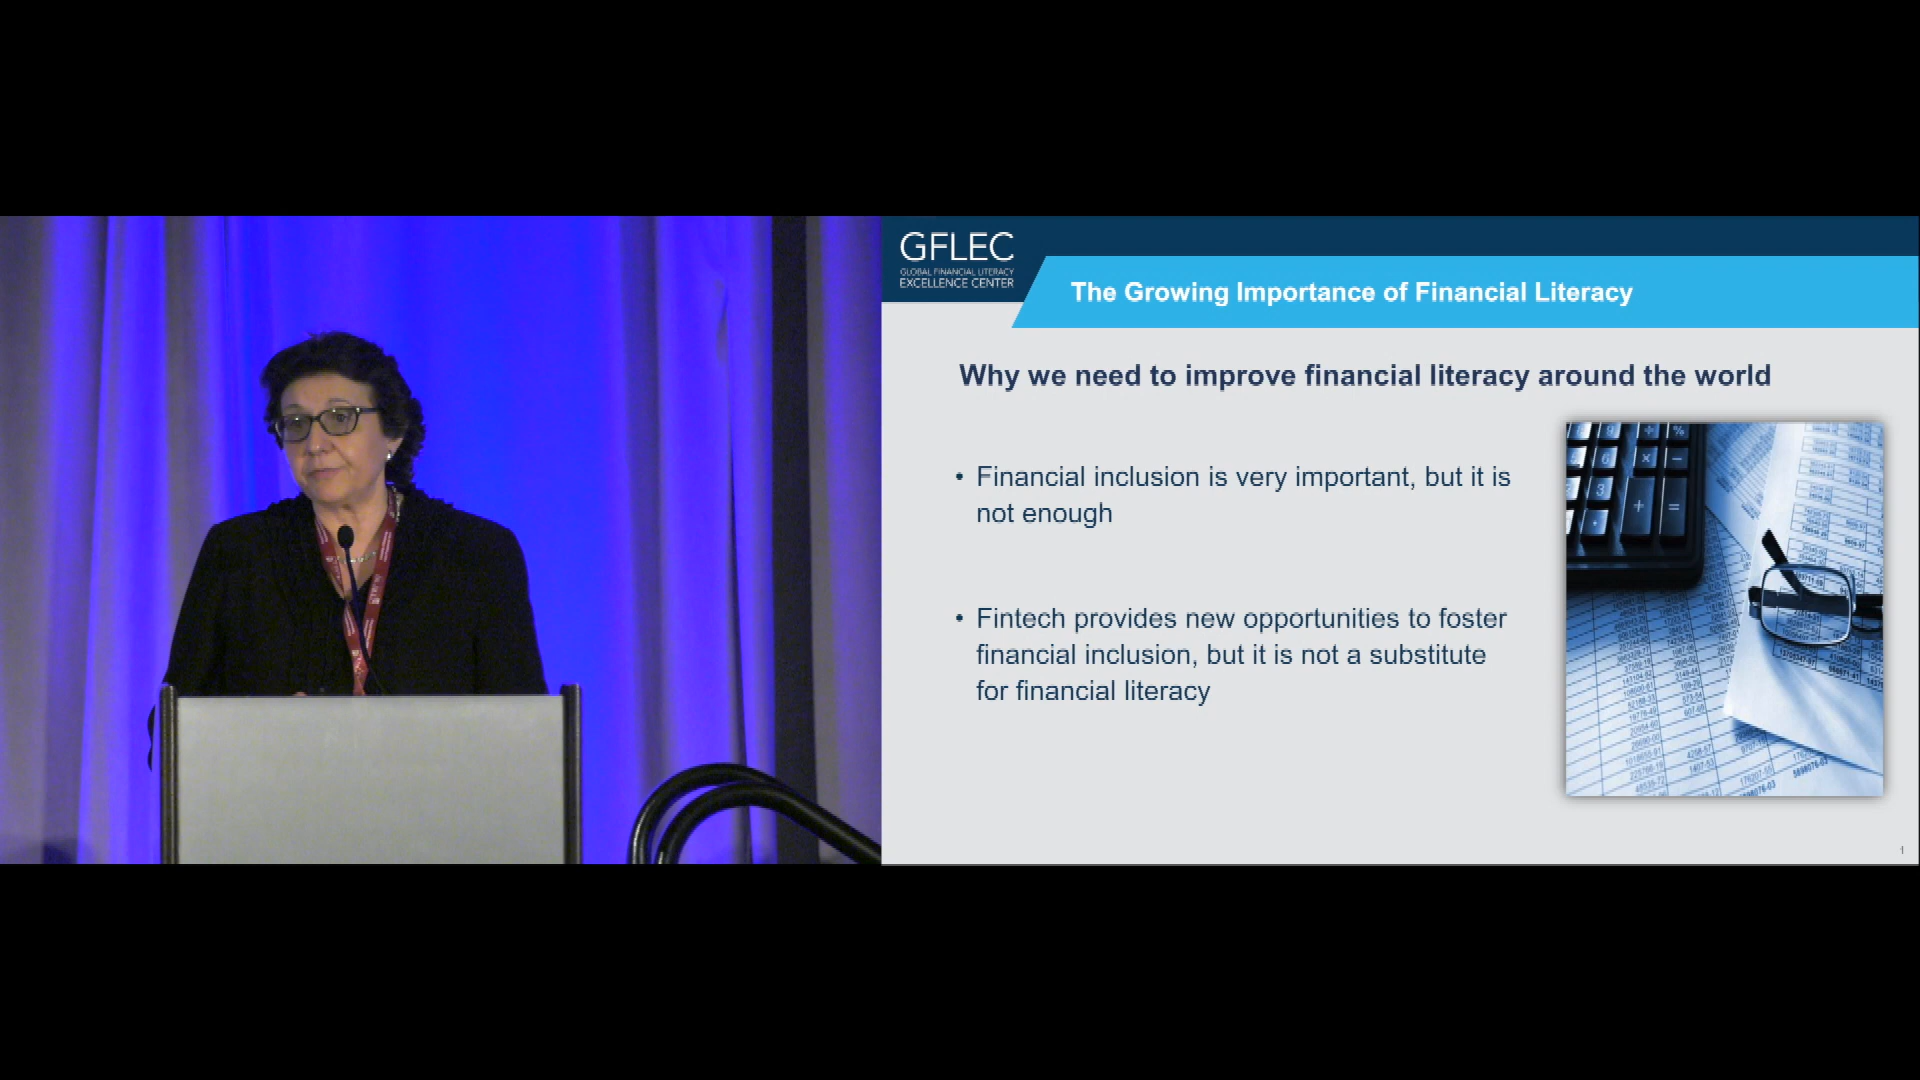 GFLEC
GLOBAL FINANCIAL LITERACY
EXCELLENCE CENTER
The Growing Importance of Financial Literacy
Why we need to improve financial literacy around the world
• Financial inclusion is very important, but it is
not enough
• Fintech provides new opportunities to foster
financial inclusion, but it is not a substitute
for financial literacy
1